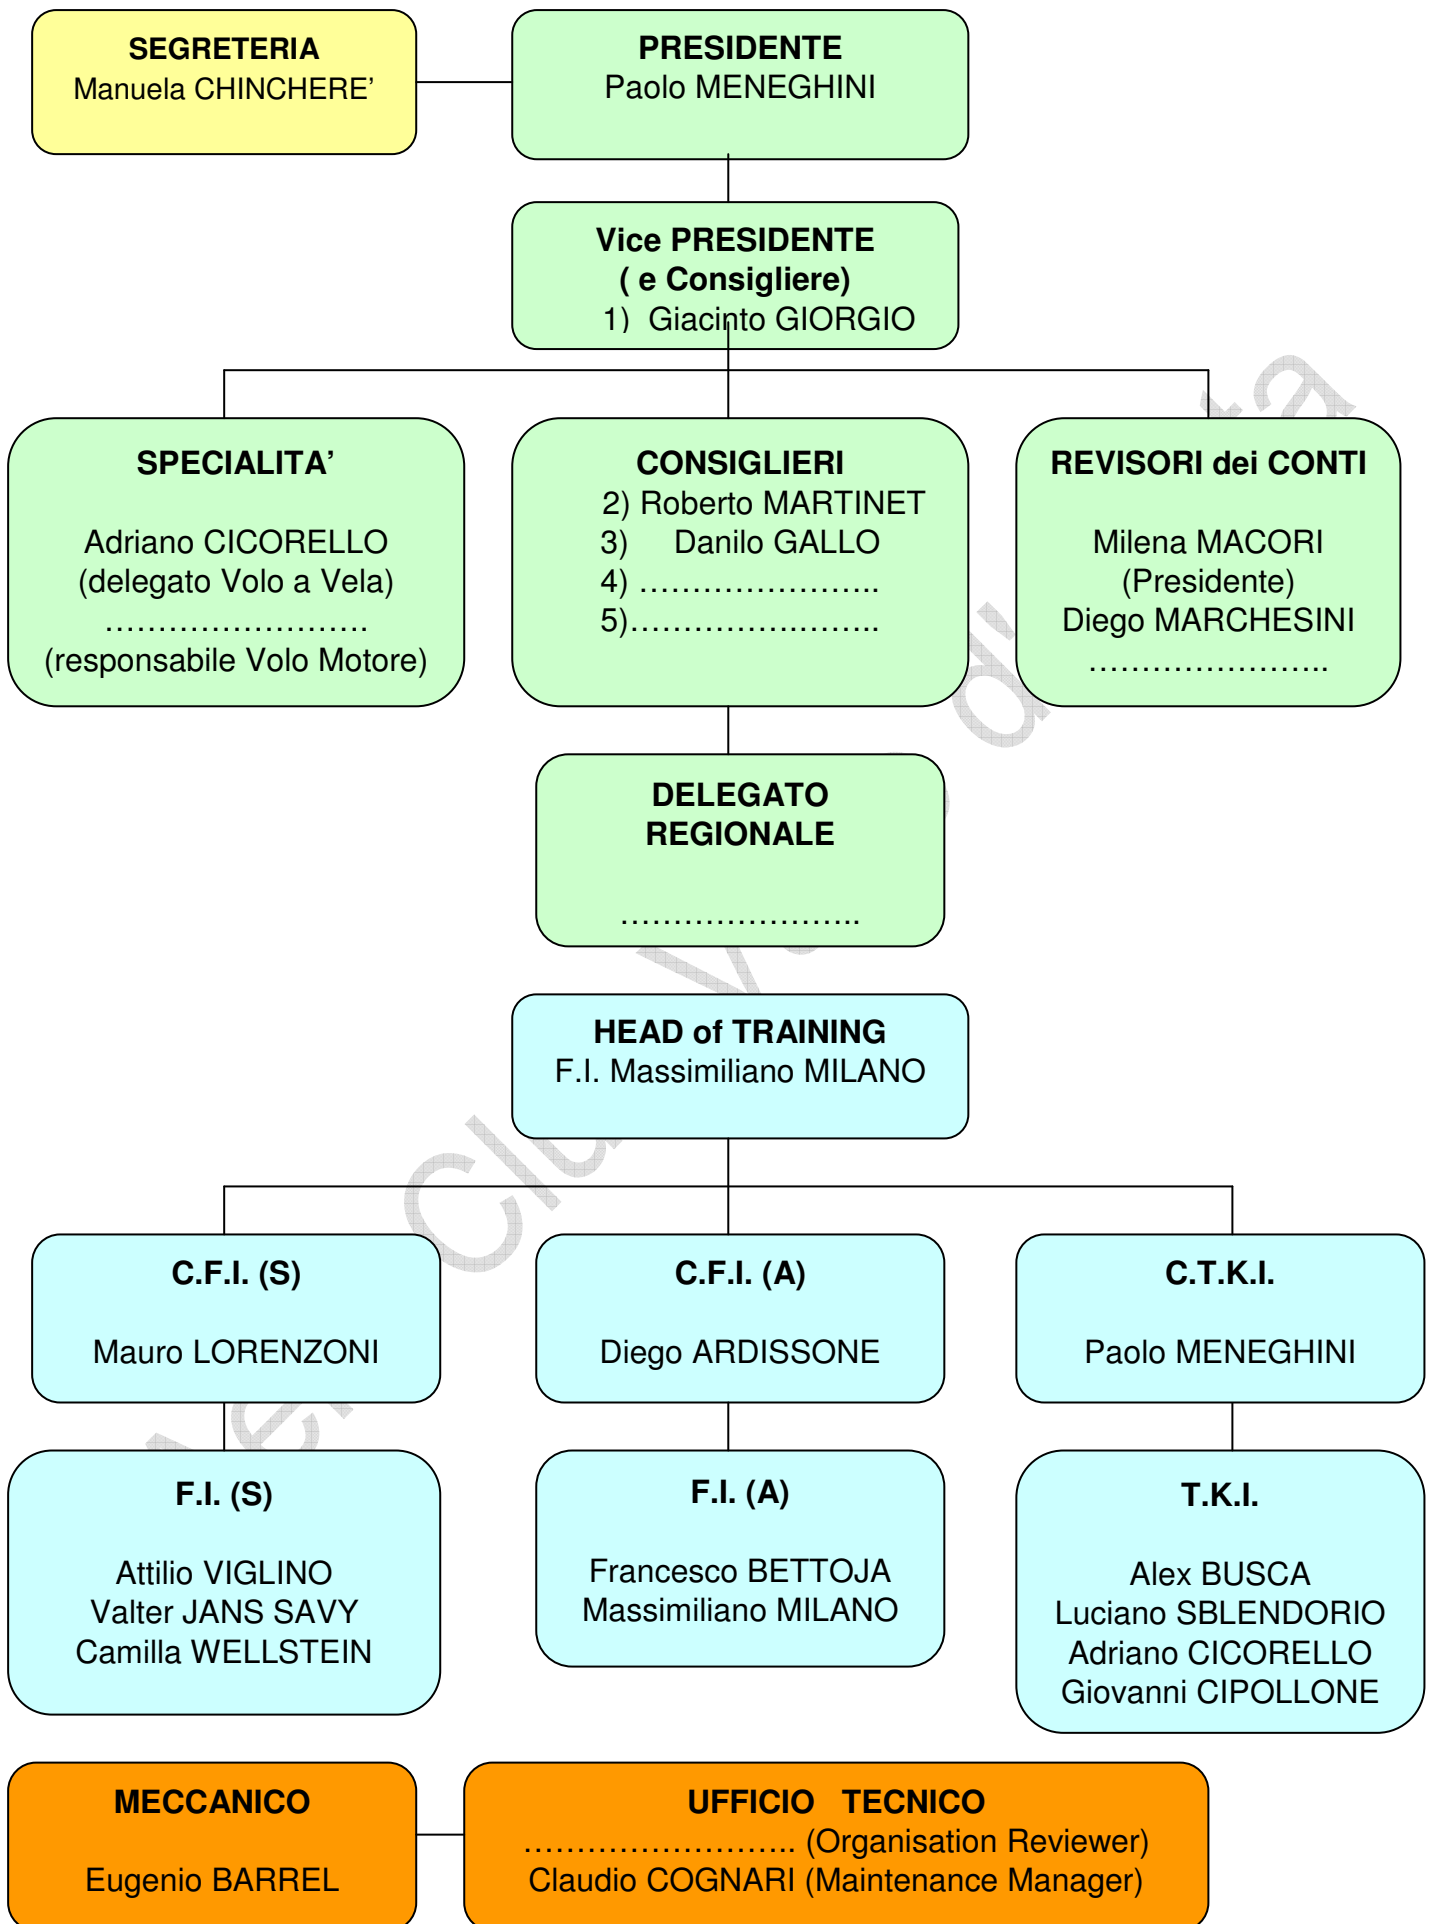 SEGRETERIA
Manuela CHINCHERE’
PRESIDENTE
Paolo MENEGHINI
Vice PRESIDENTE
( e Consigliere)
1) Giacinto GIORGIO
SPECIALITA’
Adriano CICORELLO
(delegato Volo a Vela)
…………………….
(responsabile Volo Motore)
CONSIGLIERI
2) Roberto MARTINET
3) Danilo GALLO
4) …………………..
5)…………………..
REVISORI dei CONTI
Milena MACORI
(Presidente)
Diego MARCHESINI
…………………..
DELEGATO
REGIONALE
…………………..
HEAD of TRAINING
F.I. Massimiliano MILANO
C.F.I. (S)
Mauro LORENZONI
C.F.I. (A)
Diego ARDISSONE
C.T.K.I.
Paolo MENEGHINI
F.I. (S)
Attilio VIGLINO
Valter JANS SAVY
Camilla WELLSTEIN
F.I. (A)
Francesco BETTOJA
Massimiliano MILANO
T.K.I.
Alex BUSCA
Luciano SBLENDORIO
Adriano CICORELLO
Giovanni CIPOLLONE
MECCANICO
Eugenio BARREL
UFFICIO TECNICO
…………………….. (Organisation Reviewer)
Claudio COGNARI (Maintenance Manager)